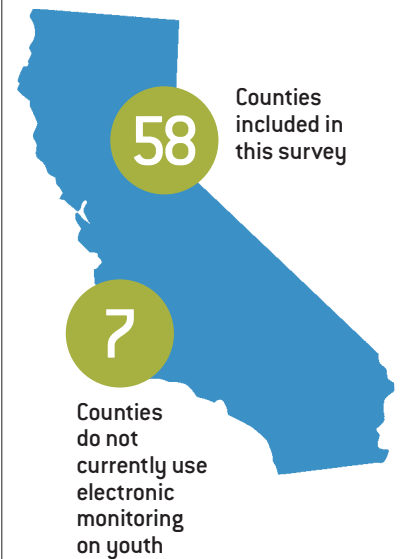 58
Counties
included in
this survey
7
Counties
do not
currently use
electronic
monitoring
on youth